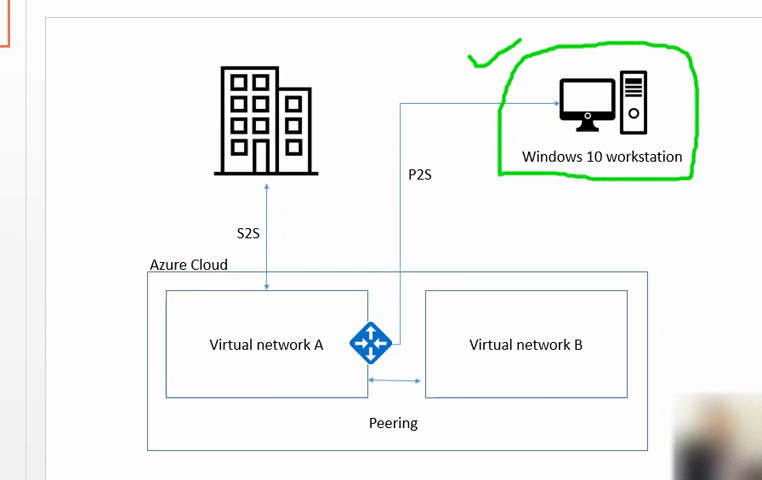 Windows 10 workstation
P2S
S2S
Azure Cloud
Virtual network A
Virtual network B
Peering